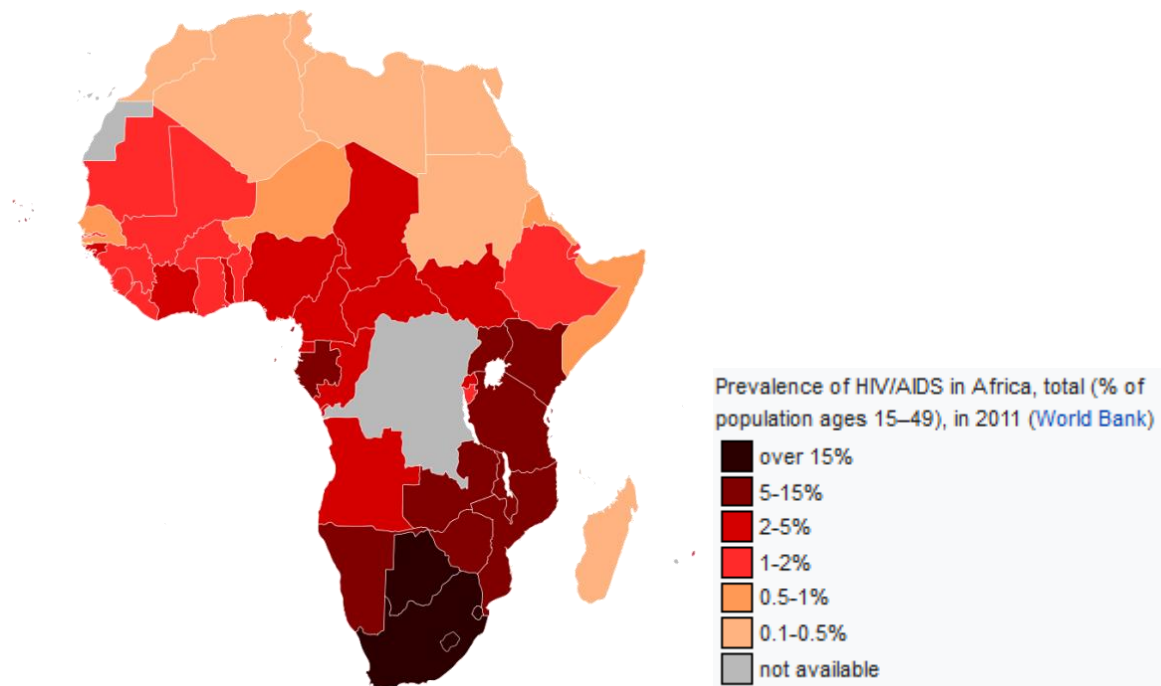 Prevalence of HIV/AIDS in Africa, total (% of
population ages 15–49), in 2011 (World Bank)
over 15%
5-15%
2-5%
1-2%
0.5-1%
0.1-0.5%
not available